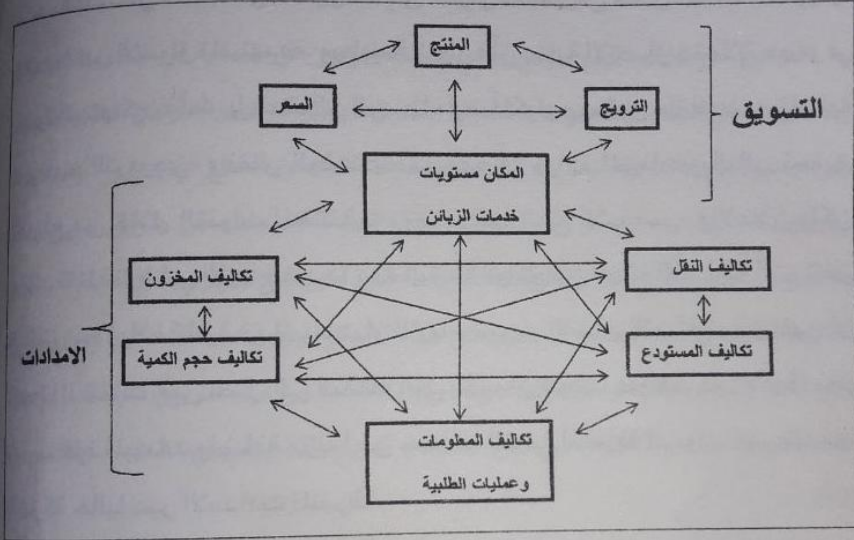 المنتج
السعر
الترويج
التسويق
المكان مستويات
خدمات الزبائن
تكاليف المخزون
تكاليف النقل
الامدادات
تكاليف حجم الكمية
تكاليف المستودع
تكاليف المعلومات
وعمليات الطلبية